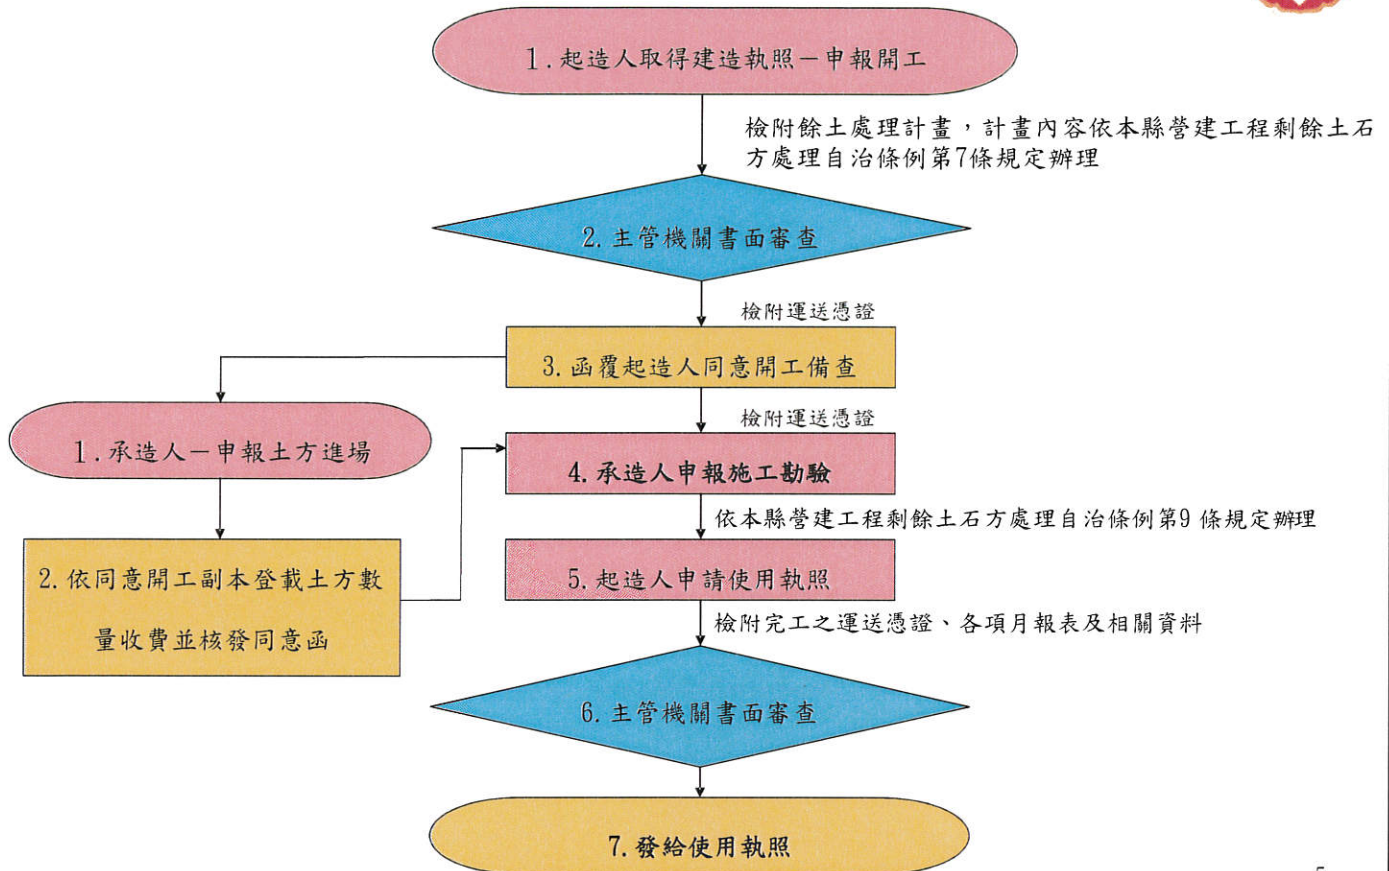 1.起造人取得建造執照－申報開工
檢附餘土處理計畫，計畫內容依本縣營建工程剩餘土石
方處理自治條例第7條規定辦理
2.主管機關書面審查
檢附運送憑證
3.函覆起造人同意開工備查
檢附運送憑證
1.承造人－申報土方進場
4.承造人申報施工勘驗
依本縣營建工程剩餘土石方處理自治條例第9 條規定辦理
2.依同意開工副本登載土方數
量收費並核發同意函
5.起造人申請使用執照
檢附完工之運送憑證、各項月報表及相關資料
6.主管機關書面審查
7.發給使用執照